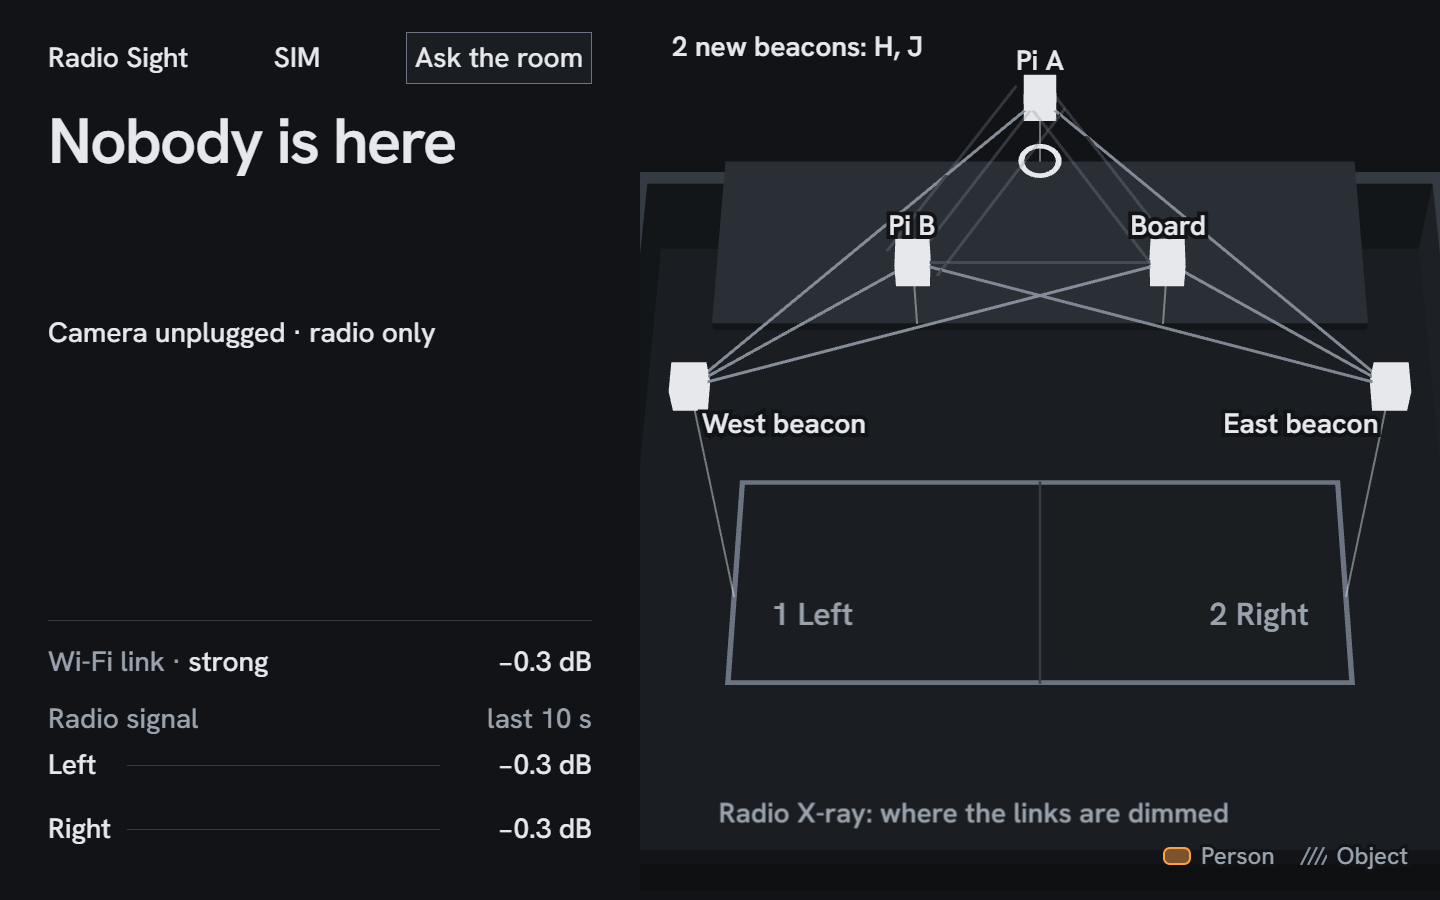 Radio Sight
SIM
Ask the room
Nobody is here
Camera unplugged · radio only
Wi-Fi link · strong −0.3 dB
Radio signal last 10 s
Left −0.3 dB
Right −0.3 dB
2 new beacons: H, J
Pi A
Pi B
Board
West beacon
East beacon
1 Left
2 Right
Radio X-ray: where the links are dimmed
Person
Object